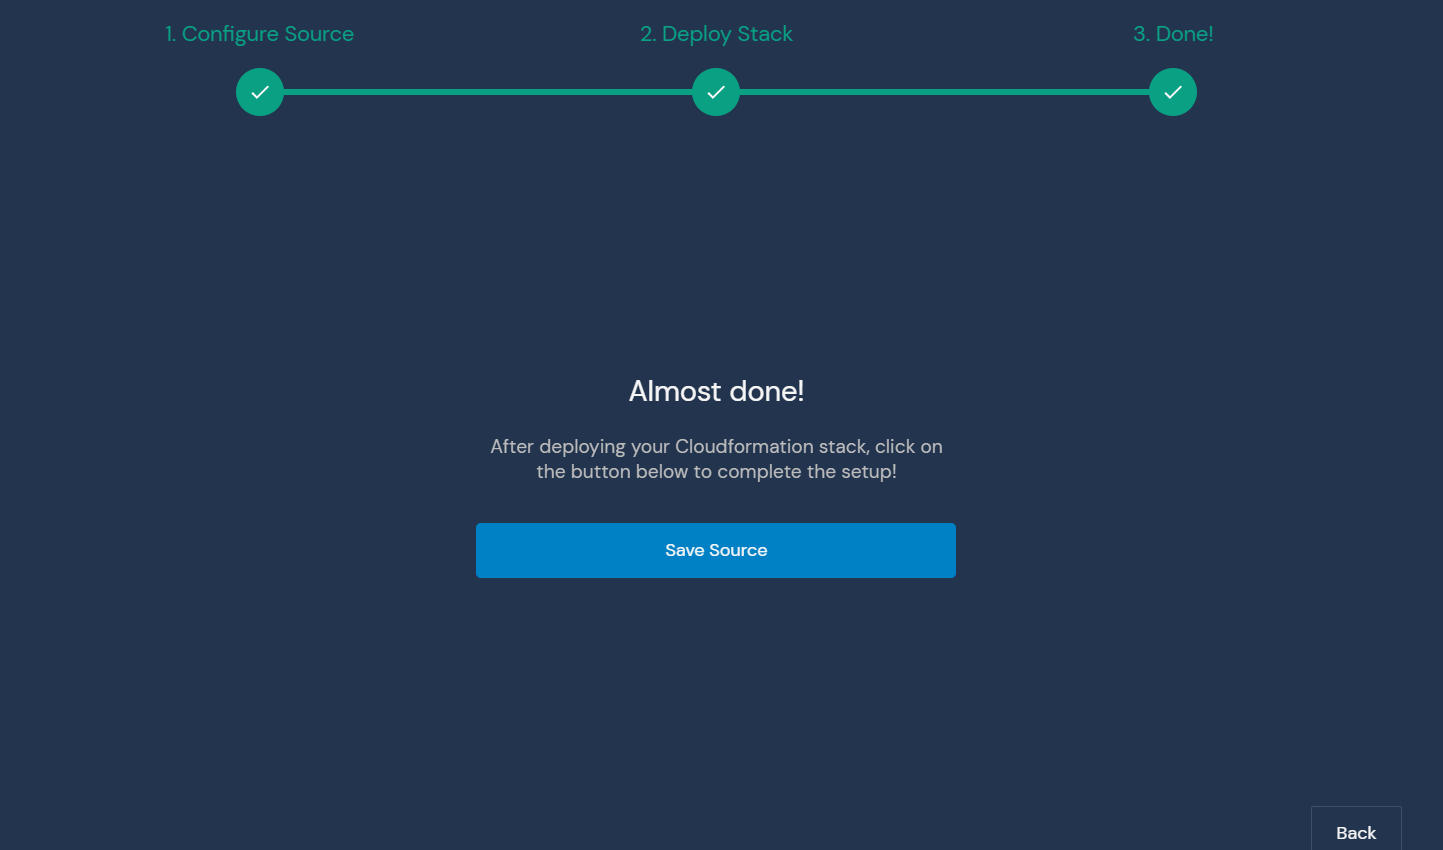 1. Configure Source
2. Deploy Stack
3. Done!
Almost done!
After deploying your Cloudformation stack, click on
the button below to complete the setup!
Save Source
Back